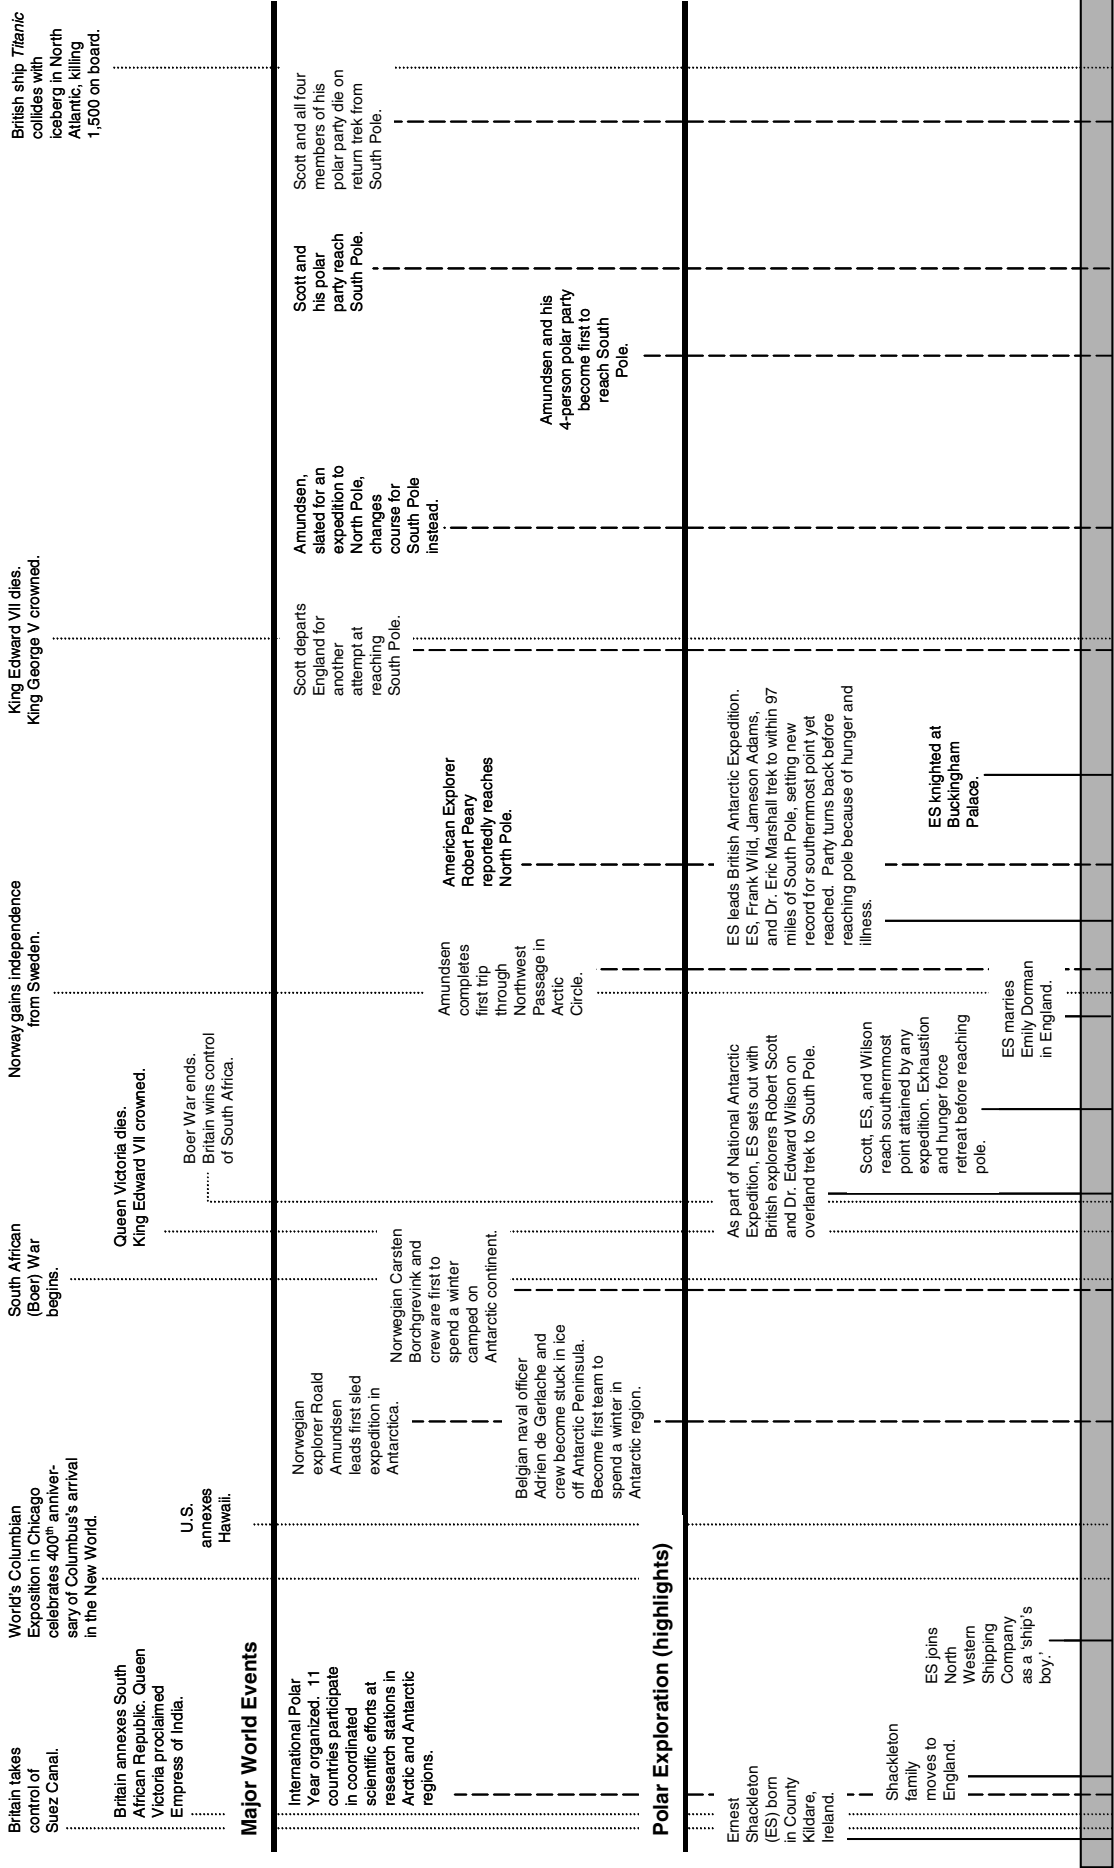 Britain takes
control of
Suez Canal.
Britain annexes South
African Republic. Queen
Victoria proclaimed
Empress of India.
World's Columbian
Exposition in Chicago
celebrates 400th anniver-
sary of Columbus's arrival
in the New World.
U.S.
annexes
Hawaii.
South African
(Boer) War
begins.
Queen Victoria dies.
King Edward VII crowned.
Boer War ends.
Britain wins control
of South Africa.
Norway gains independence
from Sweden.
King Edward VII dies.
King George V crowned.
British ship Titanic
collides with
iceberg in North
Atlantic, killing
1,500 on board.
Major World Events
International Polar
Year organized. 11
countries participate
in coordinated
scientific efforts at
research stations in
Arctic and Antarctic
regions.
Norwegian
explorer Roald
Amundsen
leads first sled
expedition in
Antarctica.
Belgian naval officer
Adrien de Gerlache and
crew become stuck in ice
off Antarctic Peninsula.
Become first team to
spend a winter in
Antarctic region.
Norwegian Carsten
Borchgrevink and
crew are first to
spend a winter
camped on
Antarctic continent.
Amundsen
completes
first trip
through
Northwest
Passage in
Arctic
Circle.
American Explorer
Robert Peary
reportedly reaches
North Pole.
Scott departs
England for
another
attempt at
reaching
South Pole.
Amundsen,
slated for an
expedition to
North Pole,
changes
course for
South Pole
instead.
Amundsen and his
4-person polar party
become first to
reach South
Pole.
Scott and
his polar
party reach
South Pole.
Scott and all four
members of his
polar party die on
return trek from
South Pole.
Polar Exploration (highlights)
Ernest
Shackleton
(ES) born
in County
Kildare,
Ireland.
Shackleton
family
moves to
England.
ES joins
North
Western
Shipping
Company
as a 'ship's
boy.'
As part of National Antarctic
Expedition, ES sets out with
British explorers Robert Scott
and Dr. Edward Wilson on
overland trek to South Pole.
Scott, ES, and Wilson
reach southernmost
point attained by any
expedition. Exhaustion
and hunger force
retreat before reaching
pole.
ES marries
Emily Dorman
in England.
ES leads British Antarctic Expedition.
ES, Frank Wild, Jameson Adams,
and Dr. Eric Marshall trek to within 97
miles of South Pole, setting new
record for southernmost point yet
reached. Party turns back before
reaching pole because of hunger and
illness.
ES knighted at
Buckingham
Palace.